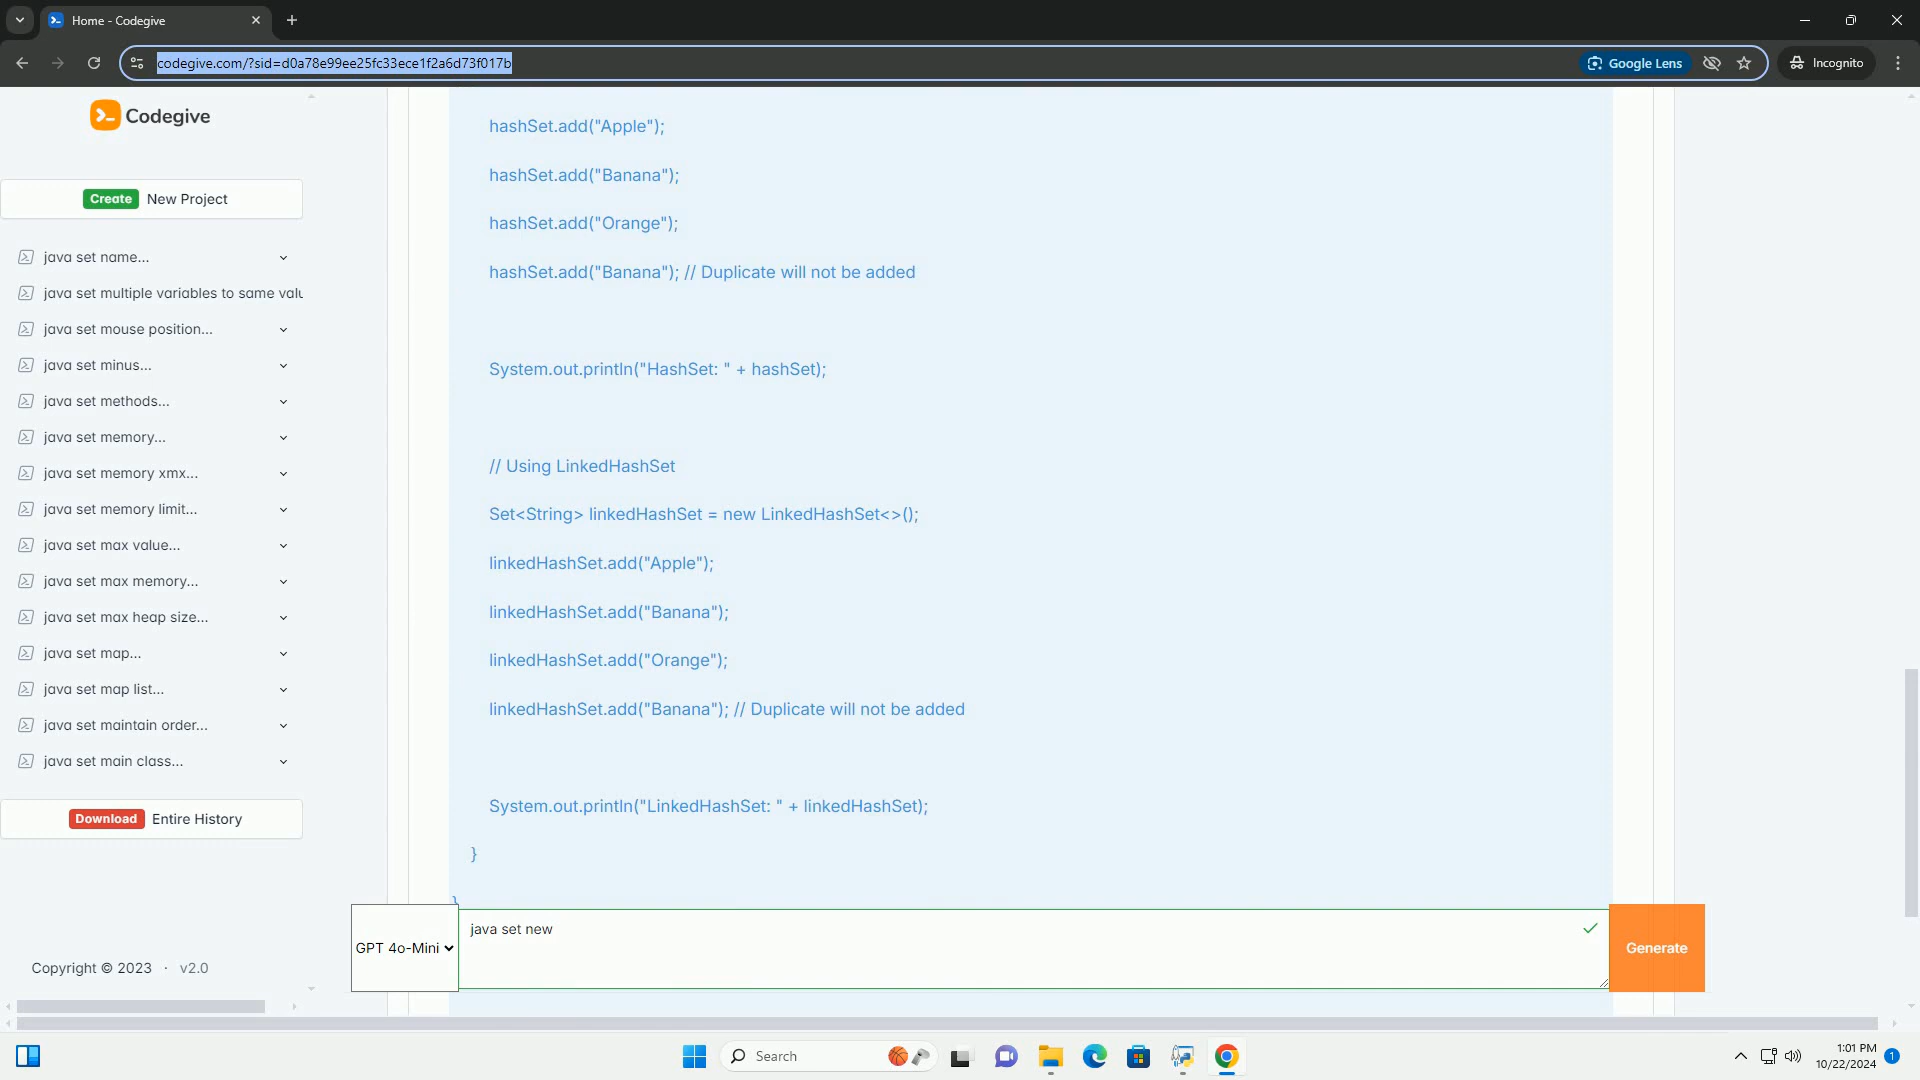 Home - Codegive
codegive.com/?sid=d0a78e99ee25fc33ece1f2a6d73f017b
Google Lens
Incognito
Codegive
Create New Project
java set name...
java set multiple variables to same valu
java set mouse position...
java set minus...
java set methods...
java set memory...
java set memory xmx...
java set memory limit...
java set max value...
java set max memory...
java set max heap size...
java set map...
java set map list...
java set maintain order...
java set main class...
Download Entire History
Copyright © 2023 · v2.0
hashSet.add("Apple");
hashSet.add("Banana");
hashSet.add("Orange");
hashSet.add("Banana"); // Duplicate will not be added
System.out.println("HashSet: " + hashSet);
// Using LinkedHashSet
Set<String> linkedHashSet = new LinkedHashSet<>();
linkedHashSet.add("Apple");
linkedHashSet.add("Banana");
linkedHashSet.add("Orange");
linkedHashSet.add("Banana"); // Duplicate will not be added
System.out.println("LinkedHashSet: " + linkedHashSet);
}
}
GPT 4o-Mini
java set new
Generate
Search
1:01 PM
10/22/2024
1